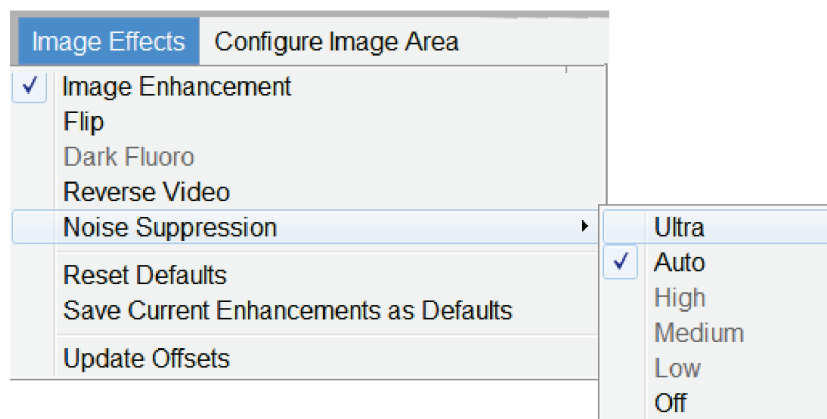 Image Effects Configure Image Area
Image Enhancement
Flip
Dark Fluoro
Reverse Video
Noise Suppression
Reset Defaults
Save Current Enhancements as Defaults
Update Offsets
Ultra
Auto
High
Medium
Low
Off